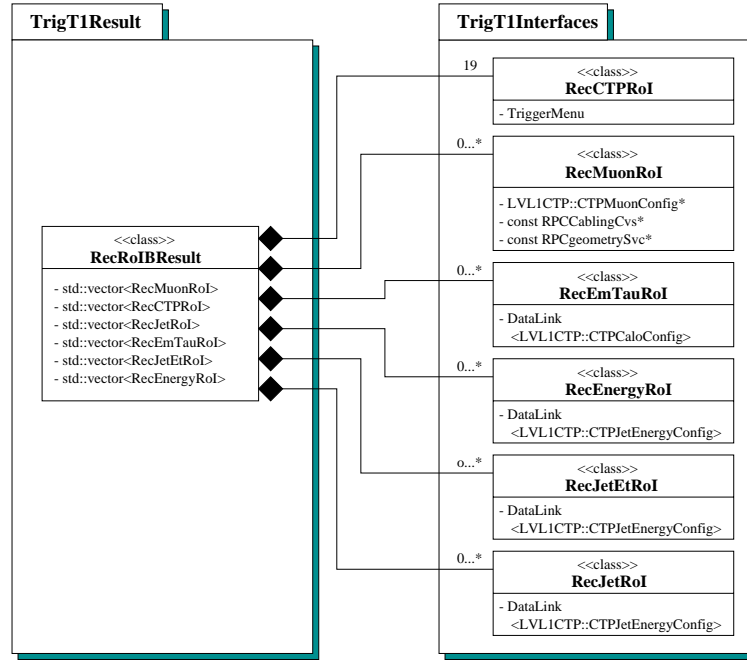 TrigT1Result
<<class>>
RecRoIBResult
- std::vector<RecMuonRoI>
- std::vector<RecCTPRoI>
- std::vector<RecJetRoI>
- std::vector<RecEmTauRoI>
- std::vector<RecJetEtRoI>
- std::vector<RecEnergyRoI>
TrigT1Interfaces
19
<<class>>
RecCTPRoI
- TriggerMenu
0...*
<<class>>
RecMuonRoI
- LVL1CTP::CTPMuonConfig*
- const RPCCablingCvs*
- const RPCgeometrySvc*
0...*
<<class>>
RecEmTauRoI
- DataLink
<LVL1CTP::CTPCaloConfig>
0...*
<<class>>
RecEnergyRoI
- DataLink
<LVL1CTP::CTPJetEnergyConfig>
o...*
<<class>>
RecJetEtRoI
- DataLink
<LVL1CTP::CTPJetEnergyConfig>
0...*
<<class>>
RecJetRoI
- DataLink
<LVL1CTP::CTPJetEnergyConfig>